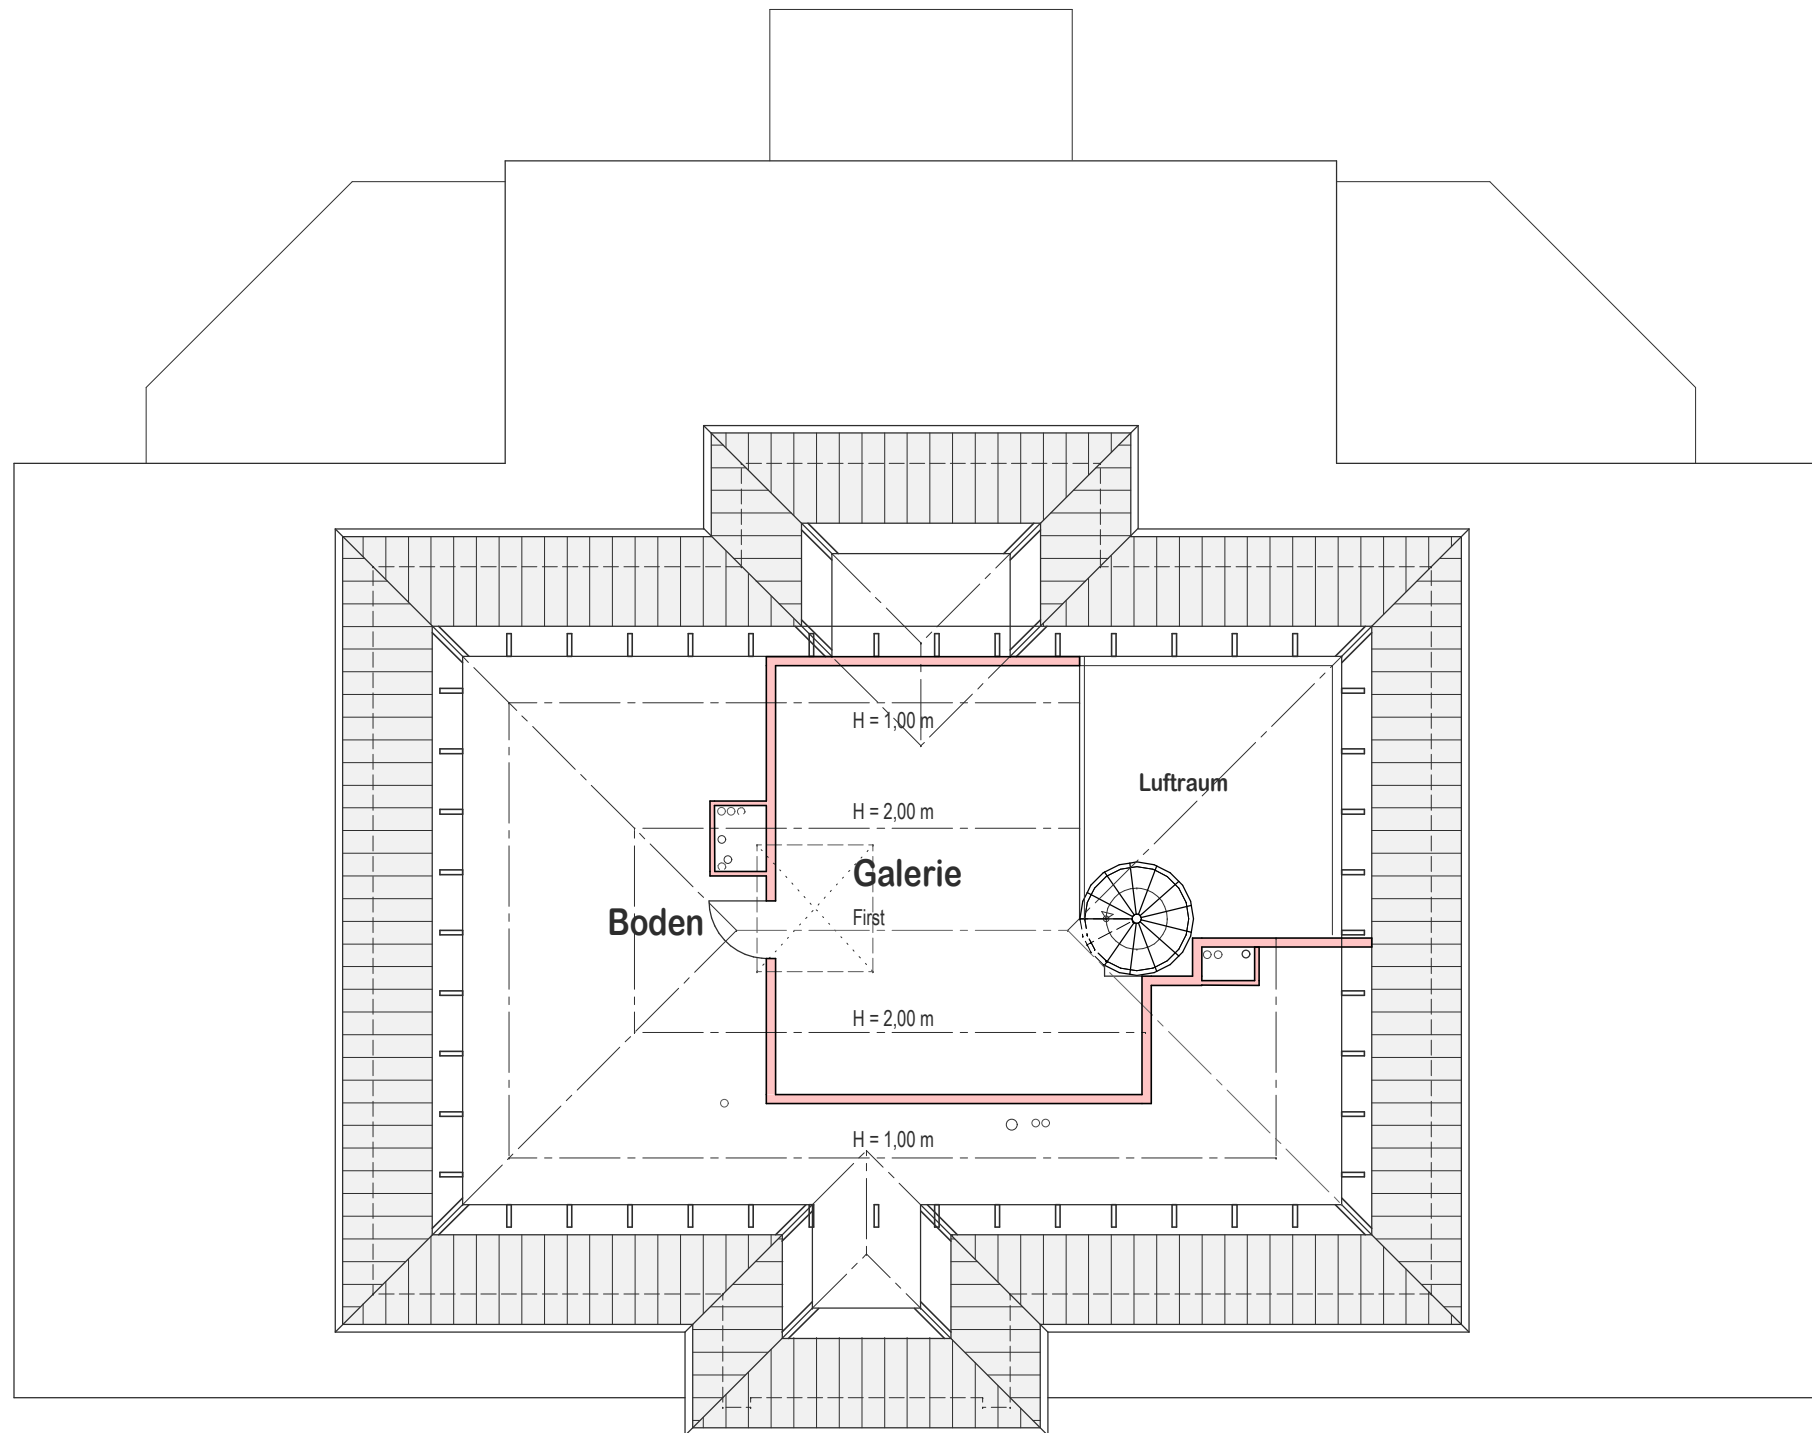 H = 1,00 m
Luftraum
H = 2,00 m
Galerie
Boden
First
H = 2,00 m
H = 1,00 m